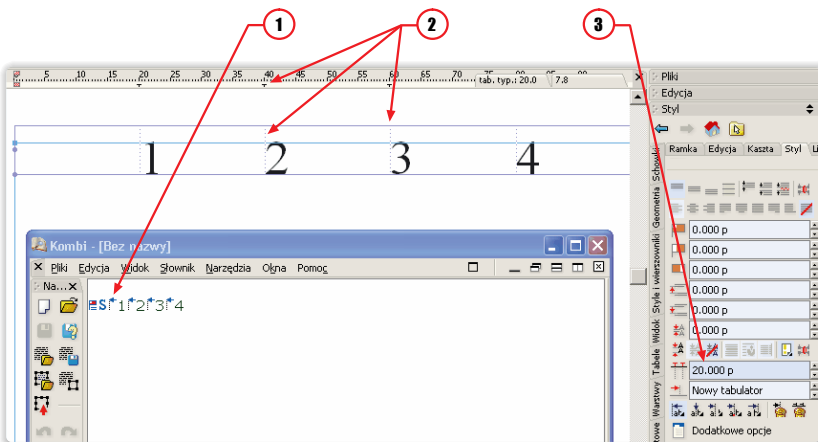 1 2 3
5 10 15 20 25 30 35 40 45 50 55 60 65 70 75
tab. typ.: 20.0 7.8
1 2 3 4
Kombi - [Bez nazwy]
Pliki Edycja Widok Słownik Narzędzia Okna Pomoc
Na...
S 1 2 3 4
Pliki
Edycja
Styl
Ramka Edycja Kaszta Styl Li
Schowki
Geometria
Style i wierszowniki
Widok
Tabele
Warstwy
0.000 p
0.000 p
0.000 p
0.000 p
0.000 p
0.000 p
20.000 p
Nowy tabulator
Dodatkowe opcje